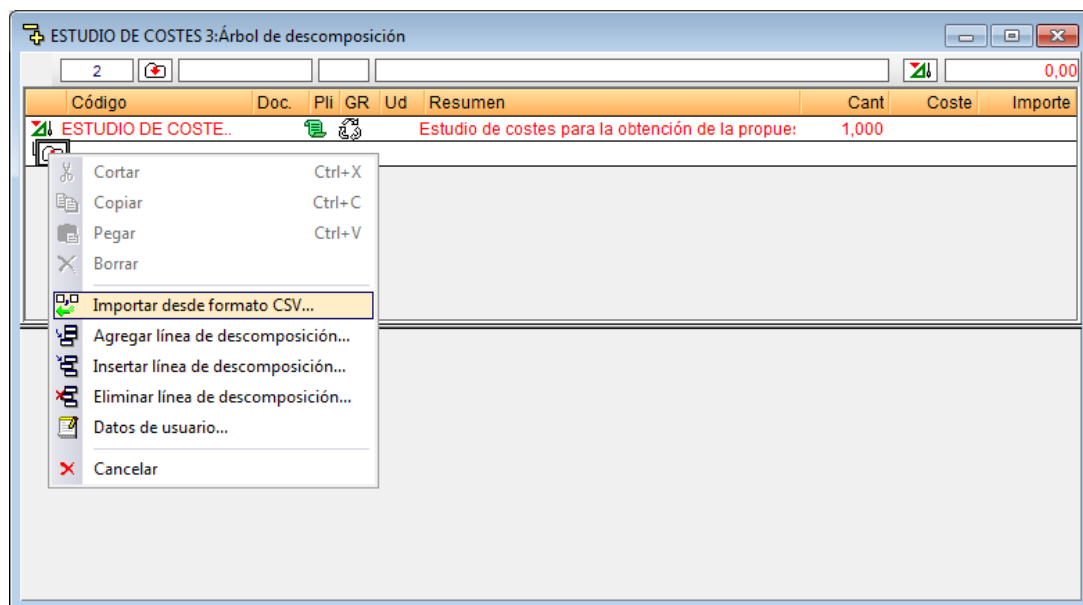 ESTUDIO DE COSTES 3:Árbol de descomposición
2 0,00
Código Doc. Pli GR Ud Resumen Cant Coste Importe
ESTUDIO DE COSTE.. Estudio de costes para la obtención de la propue: 1,000
Cortar Ctrl+X
Copiar Ctrl+C
Pegar Ctrl+V
Borrar
Importar desde formato CSV...
Agregar línea de descomposición...
Insertar línea de descomposición...
Eliminar línea de descomposición...
Datos de usuario...
Cancelar